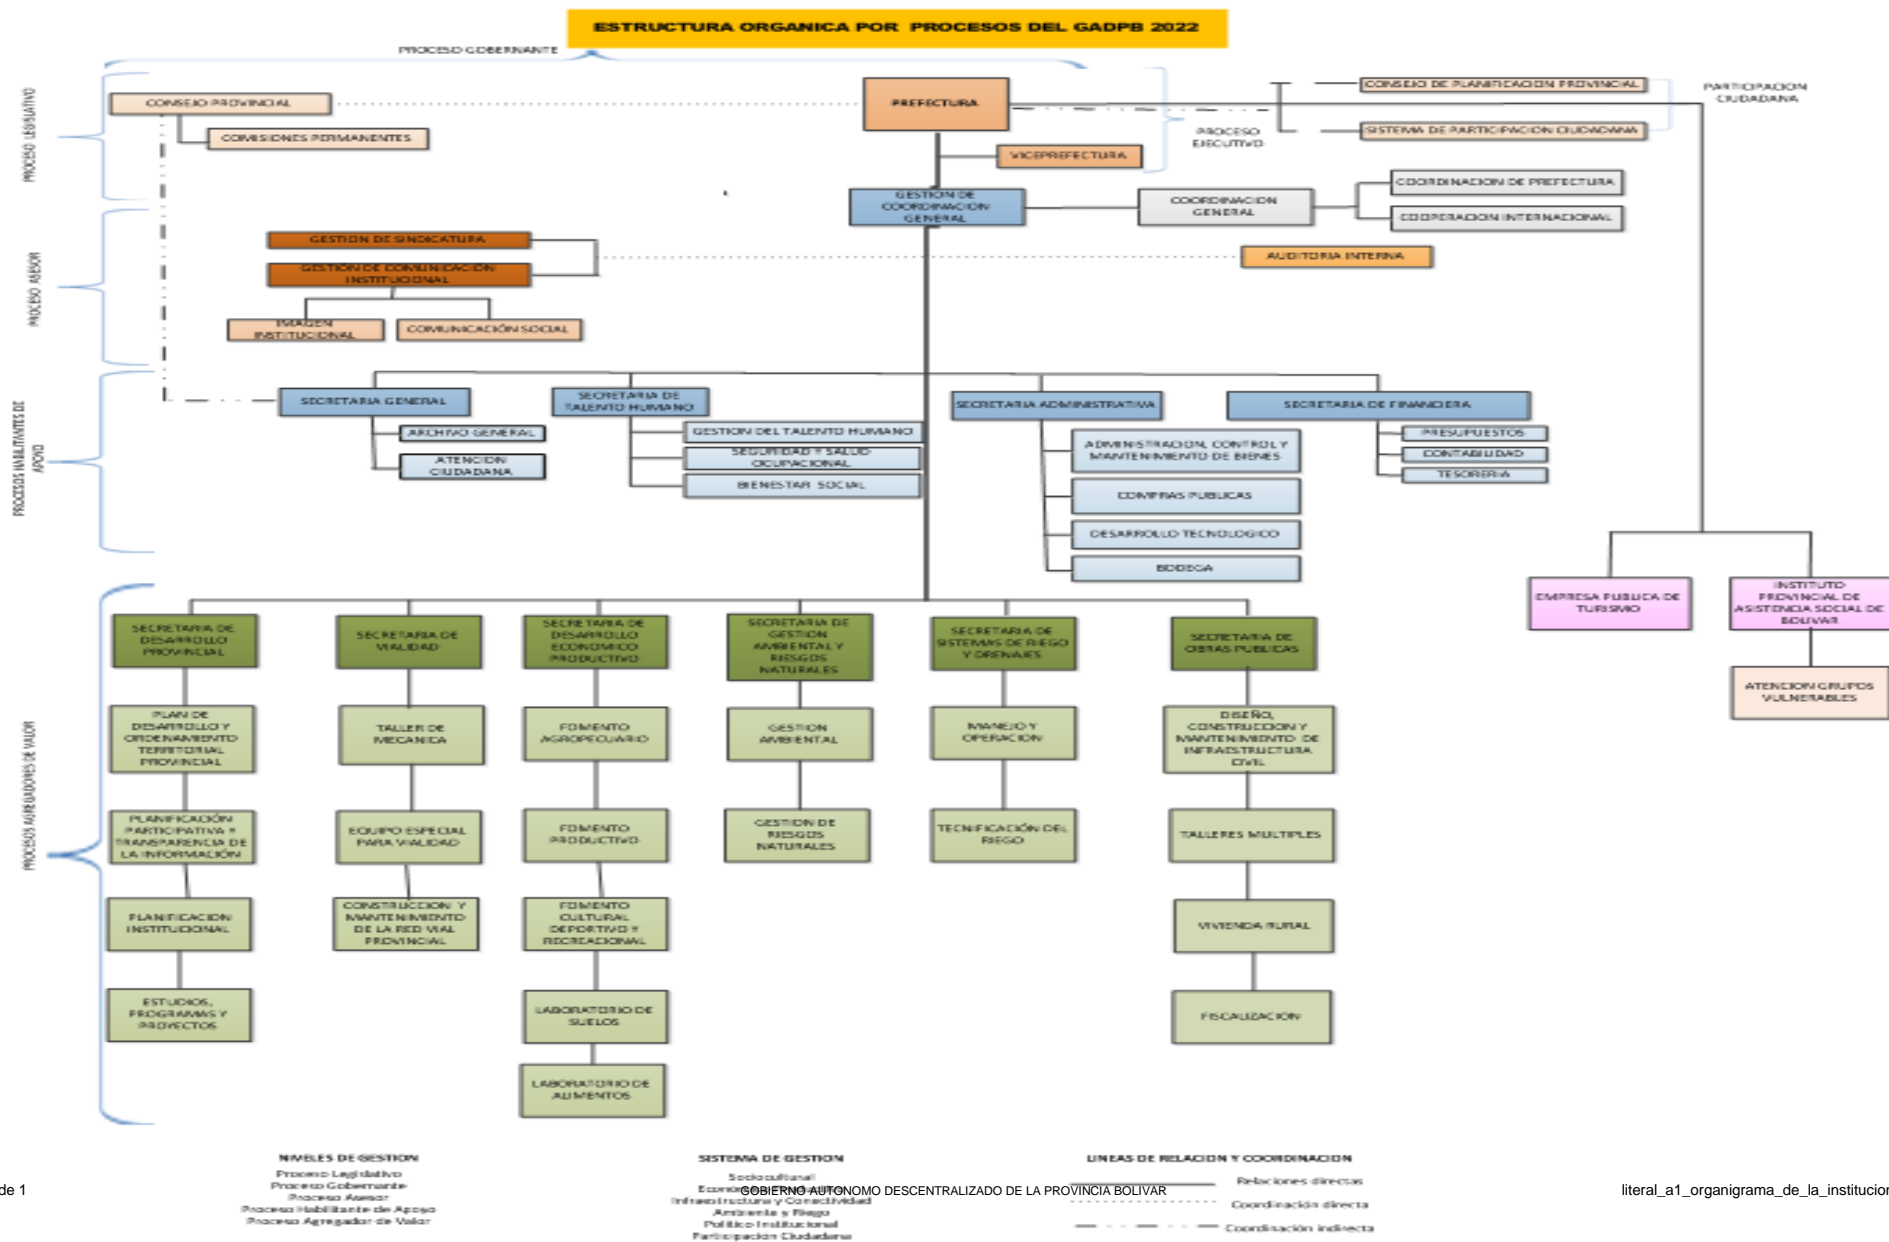 ESTRUCTURA ORGANICA POR PROCESOS DEL GADPB 2022
PROCESO GOBERNANTE
PROCESO LEGISLATIVO
CONSEJO PROVINCIAL
COMISIONES PERMANENTES
PREFECTURA
VICEPREFECTURA
PROCESO
EJECUTIVO
CONSEJO DE PLANIFICACION PROVINCIAL
SISTEMA DE PARTICIPACION CIUDADANA
PARTICIPACION
CIUDADANA
GESTION DE
COORDINACION
GENERAL
COORDINACION
GENERAL
COORDINACION DE PREFECTURA
COOPERACION INTERNACIONAL
PROCESO ASESOR
GESTION DE SINDICATURA
GESTION DE COMUNICACIÓN
INSTITUCIONAL
IMAGEN
INSTITUCIONAL
COMUNICACIÓN SOCIAL
AUDITORIA INTERNA
PROCESOS HABILITANTES DE
APOYO
SECRETARIA GENERAL
ARCHIVO GENERAL
ATENCION
CIUDADANA
SECRETARIA DE
TALENTO HUMANO
GESTION DEL TALENTO HUMANO
SEGURIDAD Y SALUD
OCUPACIONAL
BIENESTAR SOCIAL
SECRETARIA ADMINISTRATIVA
ADMINISTRACION, CONTROL Y
MANTENIMIENTO DE BIENES
COMPRAS PUBLICAS
DESARROLLO TECNOLOGICO
BODEGA
SECRETARIA DE FINANCIERA
PRESUPUESTOS
CONTABILIDAD
TESORERIA
EMPRESA PUBLICA DE
TURISMO
INSTITUTO
PROVINCIAL DE
ASISTENCIA SOCIAL DE
BOLIVAR
ATENCION GRUPOS
VULNERABLES
PROCESOS AGREGADORES DE VALOR
SECRETARIA DE
DESARROLLO
PROVINCIAL
PLAN DE
DESARROLLO Y
ORDENAMIENTO
TERRITORIAL
PROVINCIAL
PLANIFICACIÓN
PARTICIPATIVA Y
TRANSPARENCIA DE
LA INFORMACIÓN
PLANIFICACION
INSTITUCIONAL
ESTUDIOS,
PROGRAMAS Y
PROYECTOS
SECRETARIA DE
VIALIDAD
TALLER DE
MECANICA
EQUIPO ESPECIAL
PARA VIALIDAD
CONSTRUCCION Y
MANTENIMIENTO
DE LA RED VIAL
PROVINCIAL
SECRETARIA DE
DESARROLLO
ECONOMICO
PRODUCTIVO
FOMENTO
AGROPECUARIO
FOMENTO
PRODUCTIVO
FOMENTO
CULTURAL
DEPORTIVO Y
RECREACIONAL
LABORATORIO DE
SUELOS
LABORATORIO DE
ALIMENTOS
SECRETARIA DE
GESTION
AMBIENTAL Y
RIESGOS
NATURALES
GESTION
AMBIENTAL
GESTION DE
RIESGOS
NATURALES
SECRETARIA DE
SISTEMAS DE RIEGO
Y DRENAJES
MANEJO Y
OPERACION
TECNIFICACIÓN DEL
RIEGO
SECRETARIA DE
OBRAS PUBLICAS
DISEÑO,
CONSTRUCCION Y
MANTENIMIENTO DE
INFRAESTRUCTURA
CIVIL
TALLERES MULTIPLES
VIVIENDA RURAL
FISCALIZACION
NIVELES DE GESTION
Proceso Legislativo
Proceso Gobernante
Proceso Asesor
Proceso Habilitante de Apoyo
Proceso Agregador de Valor
SISTEMA DE GESTION
Sociocultural
Infraestructura y Conectividad
Ambiente y Riego
Político Institucional
Participacion Ciudadana
LINEAS DE RELACION Y COORDINACION
Relaciones directas
Coordinación directa
Coordinación indirecta
de 1
GOBIERNO AUTONOMO DESCENTRALIZADO DE LA PROVINCIA BOLIVAR
literal_a1_organigrama_de_la_institucion